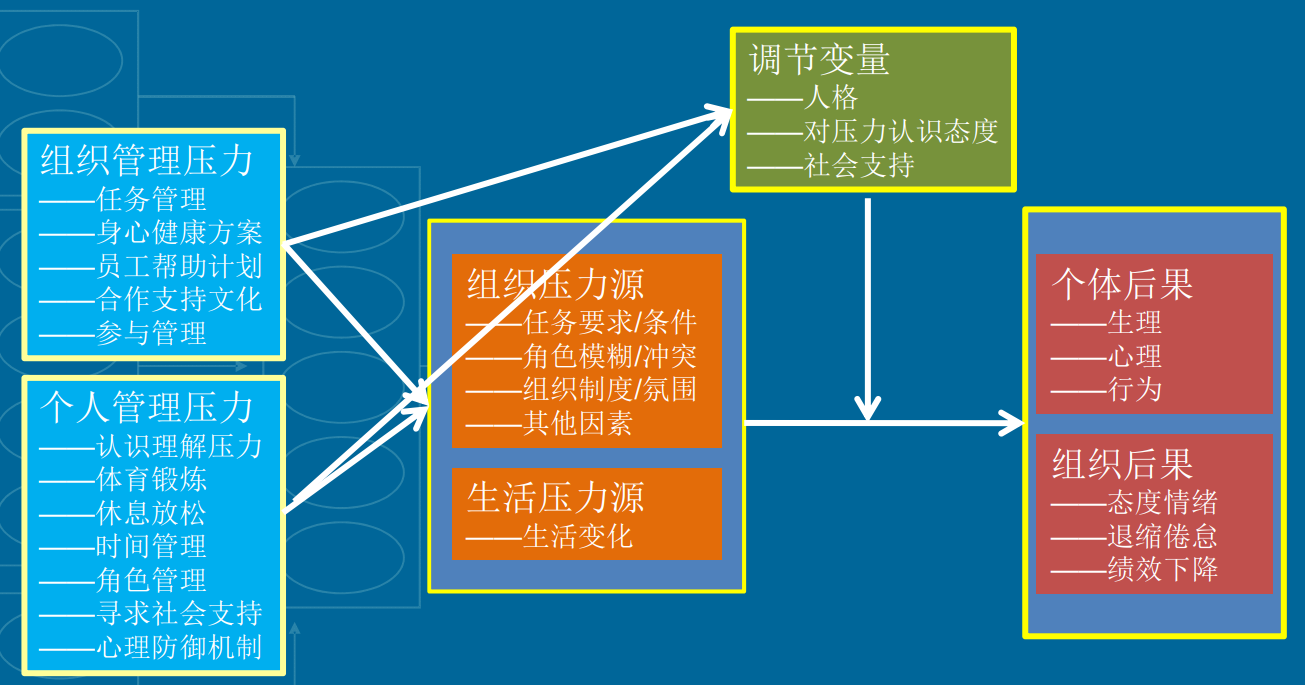 组织管理压力
——任务管理
——身心健康方案
——员工帮助计划
——合作支持文化
——参与管理
个人管理压力
——认识理解压力
——体育锻炼
——休息放松
——时间管理
——角色管理
——寻求社会支持
——心理防御机制
组织压力源
——任务要求/条件
——角色模糊/冲突
——组织制度/氛围
——其他因素
生活压力源
——生活变化
调节变量
——人格
——对压力认识态度
——社会支持
个体后果
——生理
——心理
——行为
组织后果
——态度情绪
——退缩倦怠
——绩效下降